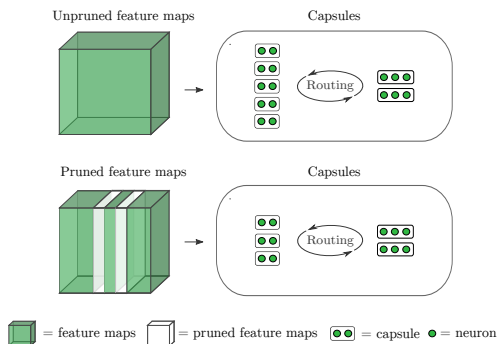 Unpruned feature maps
Capsules
Routing
Pruned feature maps
Capsules
Routing
= feature maps = pruned feature maps = capsule = neuron